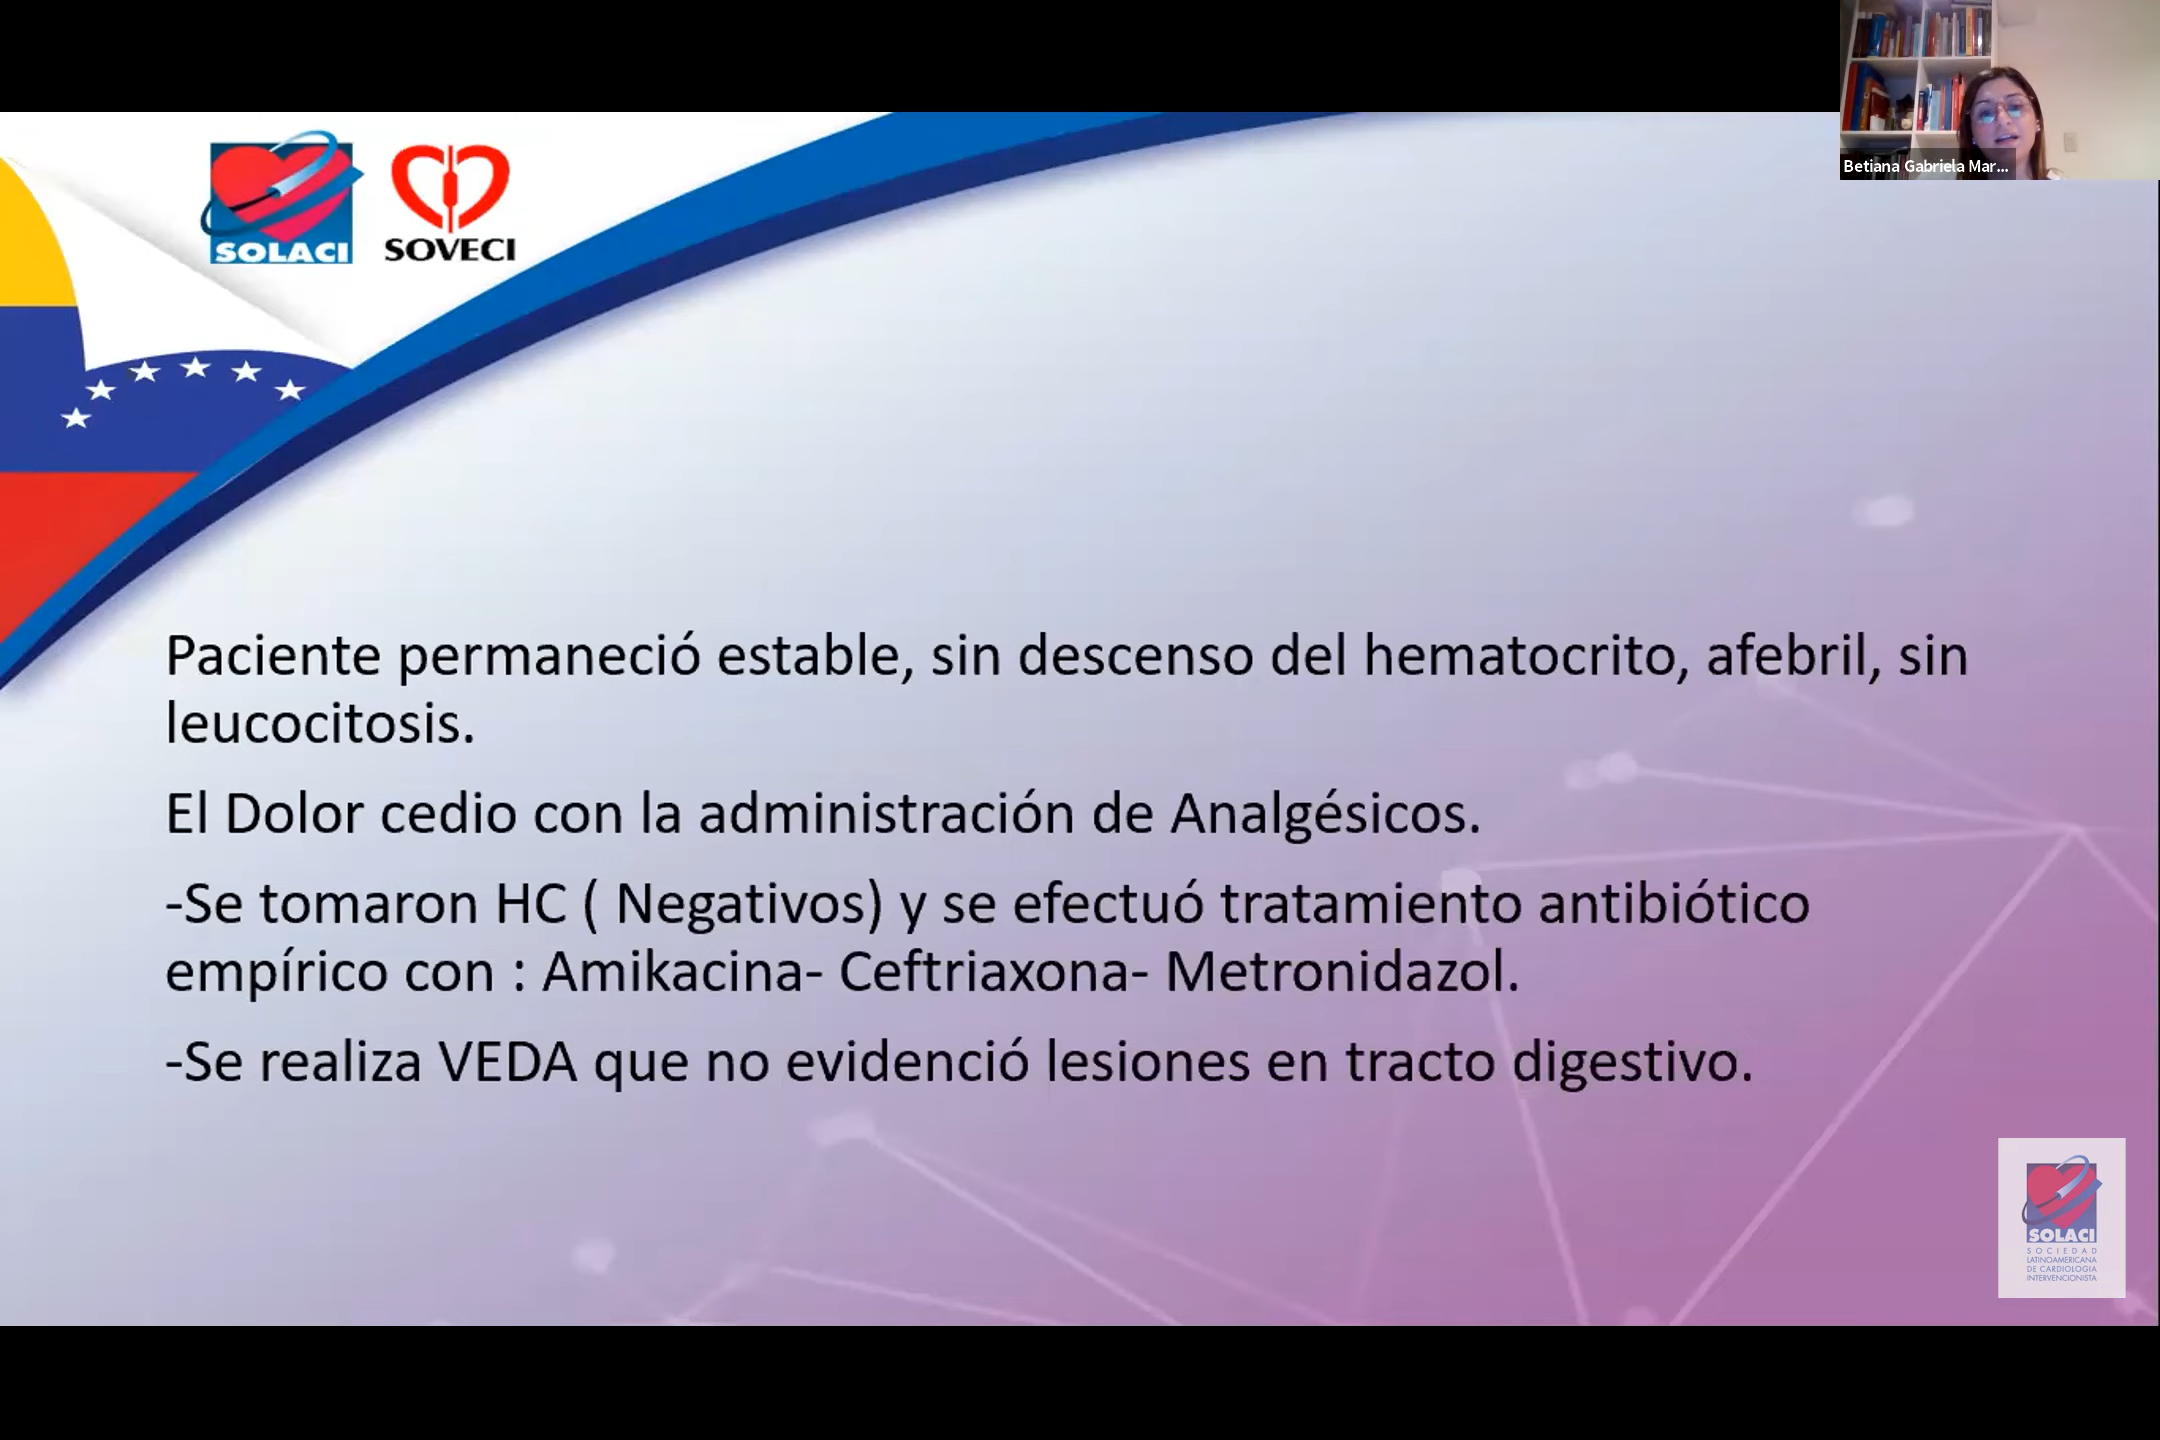 Betiana Gabriela Mar...
SOLACI
SOVECI
Paciente permaneció estable, sin descenso del hematocrito, afebril, sin
leucocitosis.
El Dolor cedio con la administración de Analgésicos.
-Se tomaron HC ( Negativos) y se efectuó tratamiento antibiótico
empírico con : Amikacina- Ceftriaxona- Metronidazol.
-Se realiza VEDA que no evidenció lesiones en tracto digestivo.
SOLACI
SOCIEDAD
LATINOAMERICANA
DE CARDIOLOGIA
INTERVENCIONISTA